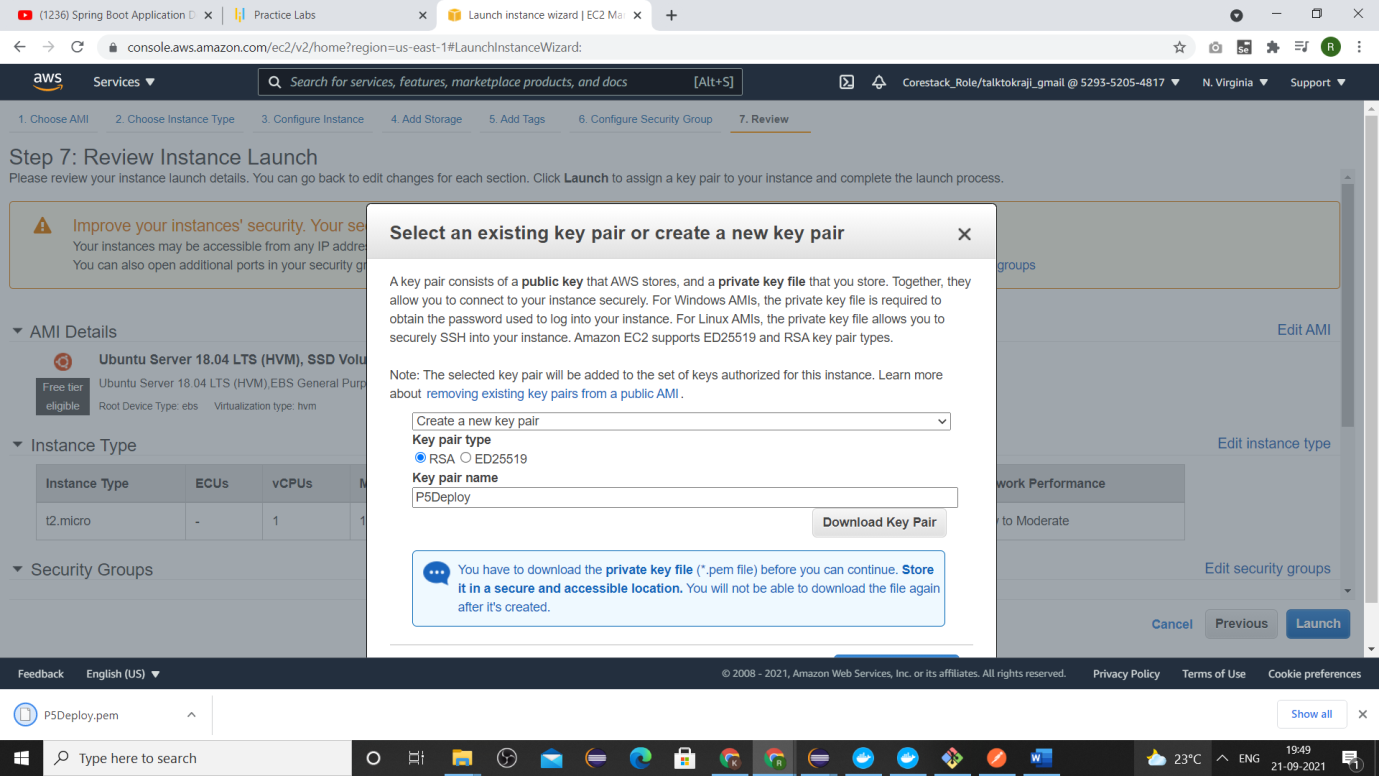 (1236) Spring Boot Application D
Practice Labs
Launch instance wizard | EC2 Ma
console.aws.amazon.com/ec2/v2/home?region=us-east-1#LaunchInstanceWizard:
Se
R
aws
Services
Search for services, features, marketplace products, and docs
[Alt+S]
Corestack_Role/talktokraji_gmail @ 5293-5205-4817
N. Virginia
Support
1. Choose AMI
2. Choose Instance Type
3. Configure Instance
4. Add Storage
5. Add Tags
6. Configure Security Group
7. Review
Step 7: Review Instance Launch
Please review your instance launch details. You can go back to edit changes for each section. Click Launch to assign a key pair to your instance and complete the launch process.
Improve your instances' security. Your se
Your instances may be accessible from any IP addre
You can also open additional ports in your security gr
groups
AMI Details
Edit AMI
Ubuntu Server 18.04 LTS (HVM), SSD Volu
Free tier
eligible
Ubuntu Server 18.04 LTS (HVM),EBS General Purp
Root Device Type: ebs
Virtualization type: hvm
Instance Type
Edit instance type
Instance Type
ECUs
vCPUs
M
work Performance
t2.micro
-
1
1
to Moderate
Security Groups
Edit security groups
Cancel
Previous
Launch
Select an existing key pair or create a new key pair
A key pair consists of a public key that AWS stores, and a private key file that you store. Together, they
allow you to connect to your instance securely. For Windows AMIs, the private key file is required to
obtain the password used to log into your instance. For Linux AMIs, the private key file allows you to
securely SSH into your instance. Amazon EC2 supports ED25519 and RSA key pair types.
Note: The selected key pair will be added to the set of keys authorized for this instance. Learn more
about removing existing key pairs from a public AMI .
Create a new key pair
Key pair type
RSA
ED25519
Key pair name
P5Deploy
Download Key Pair
You have to download the private key file (*.pem file) before you can continue. Store
it in a secure and accessible location. You will not be able to download the file again
after it's created.
Feedback
English (US)
© 2008 - 2021, Amazon Web Services, Inc. or its affiliates. All rights reserved.
Privacy Policy
Terms of Use
Cookie preferences
P5Deploy.pem
Show all
Type here to search
K
R
W
23°C
ENG
19:49
21-09-2021
1